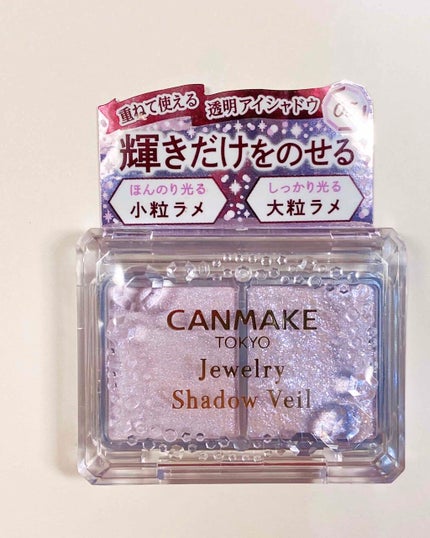 重ねて使える 透明アイシャドウ
輝きだけをのせる
ほんのり光る
小粒ラメ
しっかり光る
大粒ラメ
CANMAKE
TOKYO
Jewelry
Shadow Veil